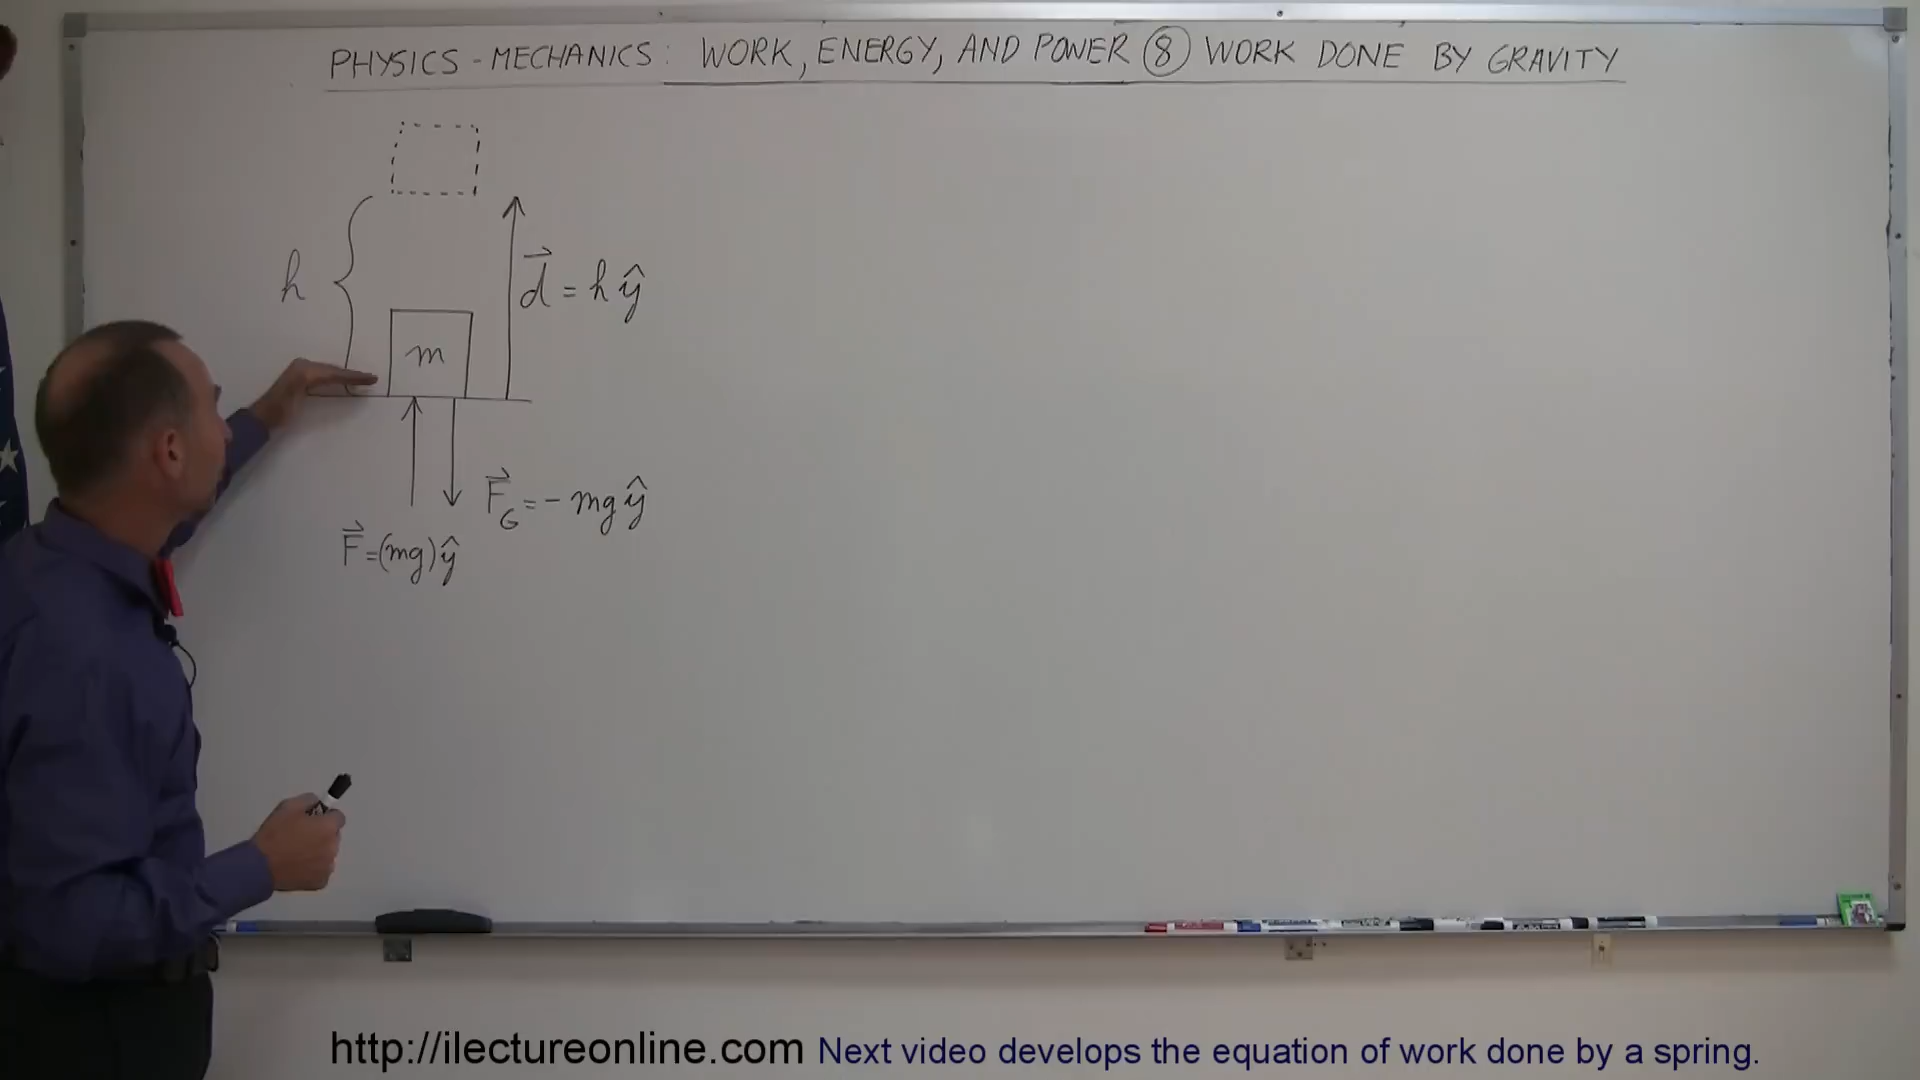 PHYSICS - MECHANICS: WORK, ENERGY, AND POWER ⑧ WORK DONE BY GRAVITY
h
d⃗ = h ŷ
m
F⃗_G = - mg ŷ
F⃗ = (mg) ŷ
http://ilectureonline.com Next video develops the equation of work done by a spring.